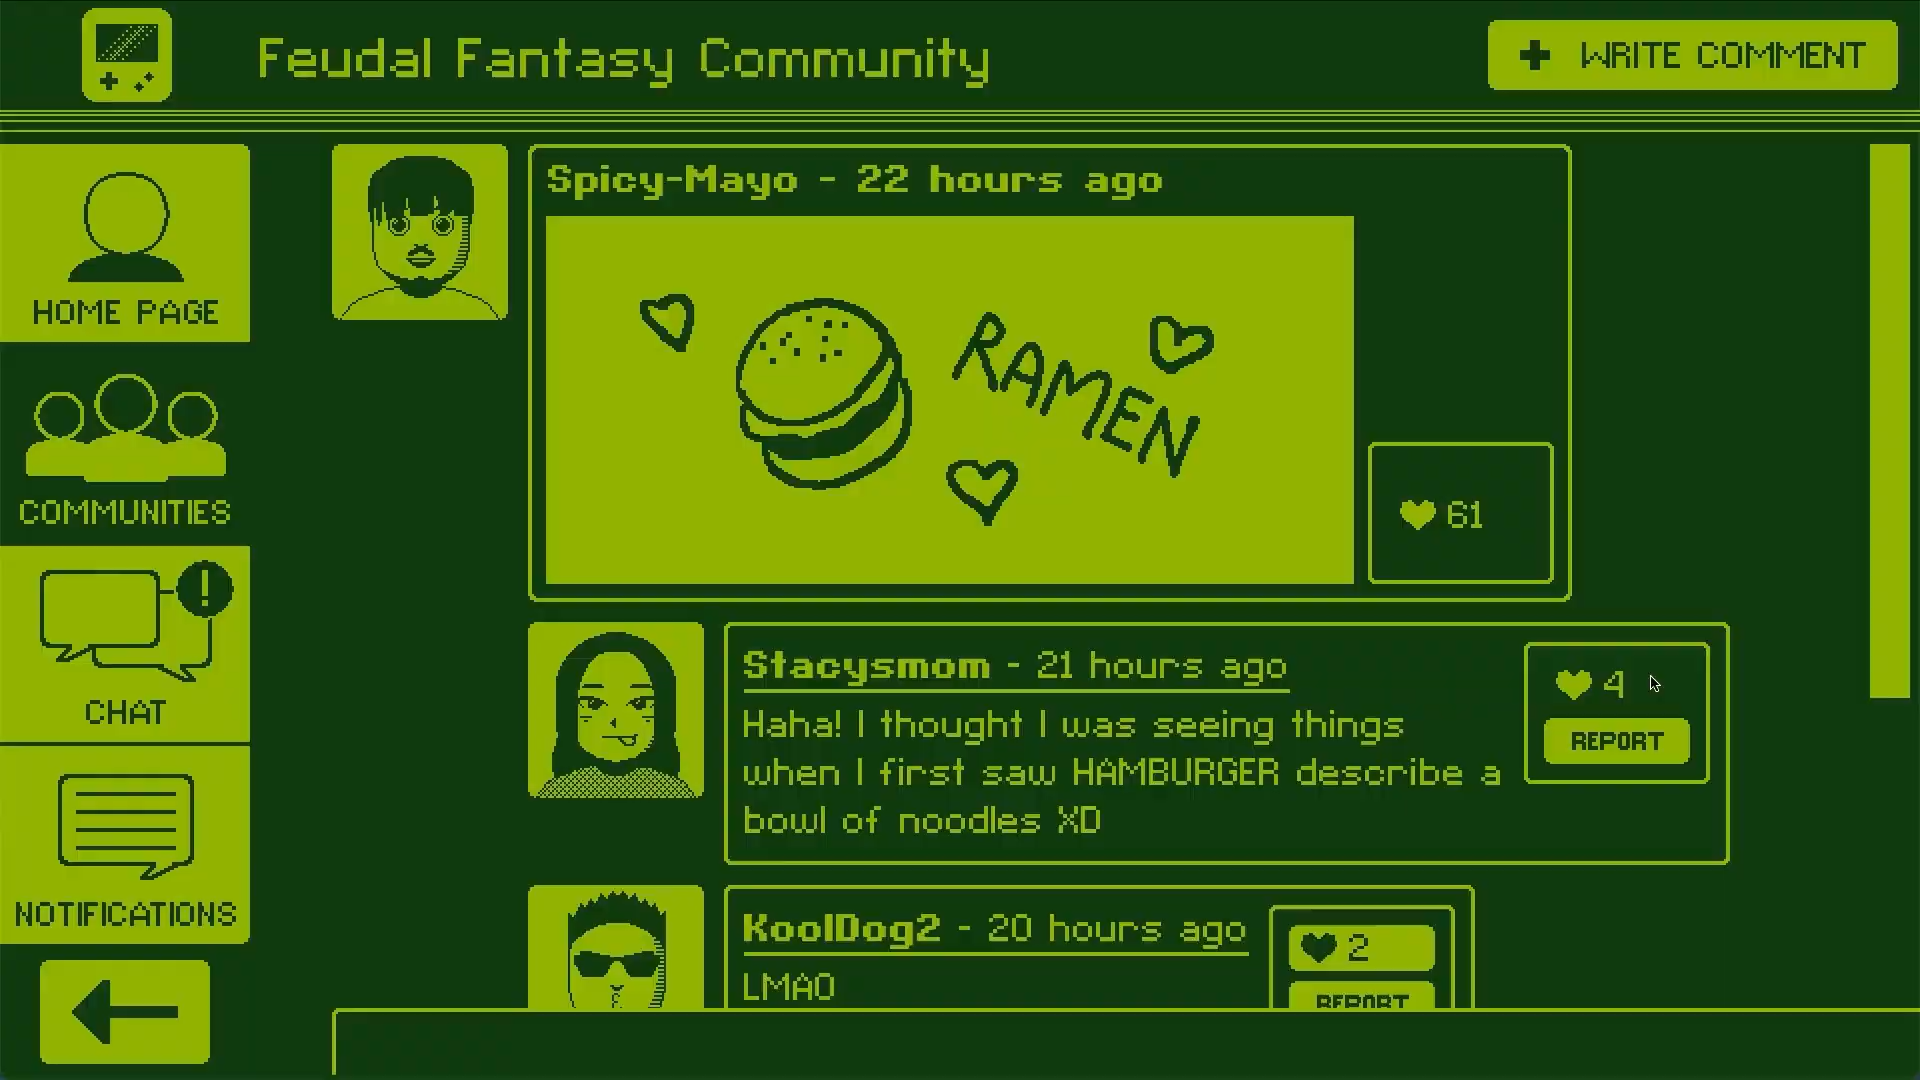 Feudal Fantasy Community
+ WRITE COMMENT
HOME PAGE
COMMUNITIES
!
CHAT
NOTIFICATIONS
Spicy-Mayo - 22 hours ago
RAMEN
61
Stacysmom - 21 hours ago
Haha! I thought I was seeing things
when I first saw HAMBURGER describe a
bowl of noodles XD
4
REPORT
KoolDog2 - 20 hours ago
LMAO
2
REPORT